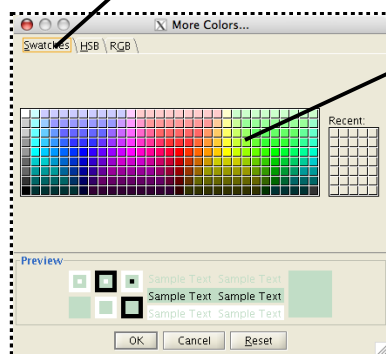 More Colors...
Swatches HSB RGB
Recent:
Preview
Sample Text Sample Text
Sample Text Sample Text
Sample Text Sample Text
OK Cancel Reset